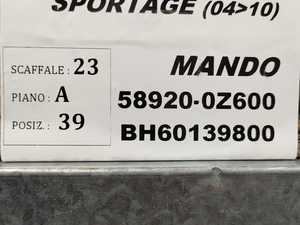 SPORTAGE (04>10)
SCAFFALE : 23
PIANO : A
POSIZ. : 39
MANDO
58920-0Z600
BH60139800